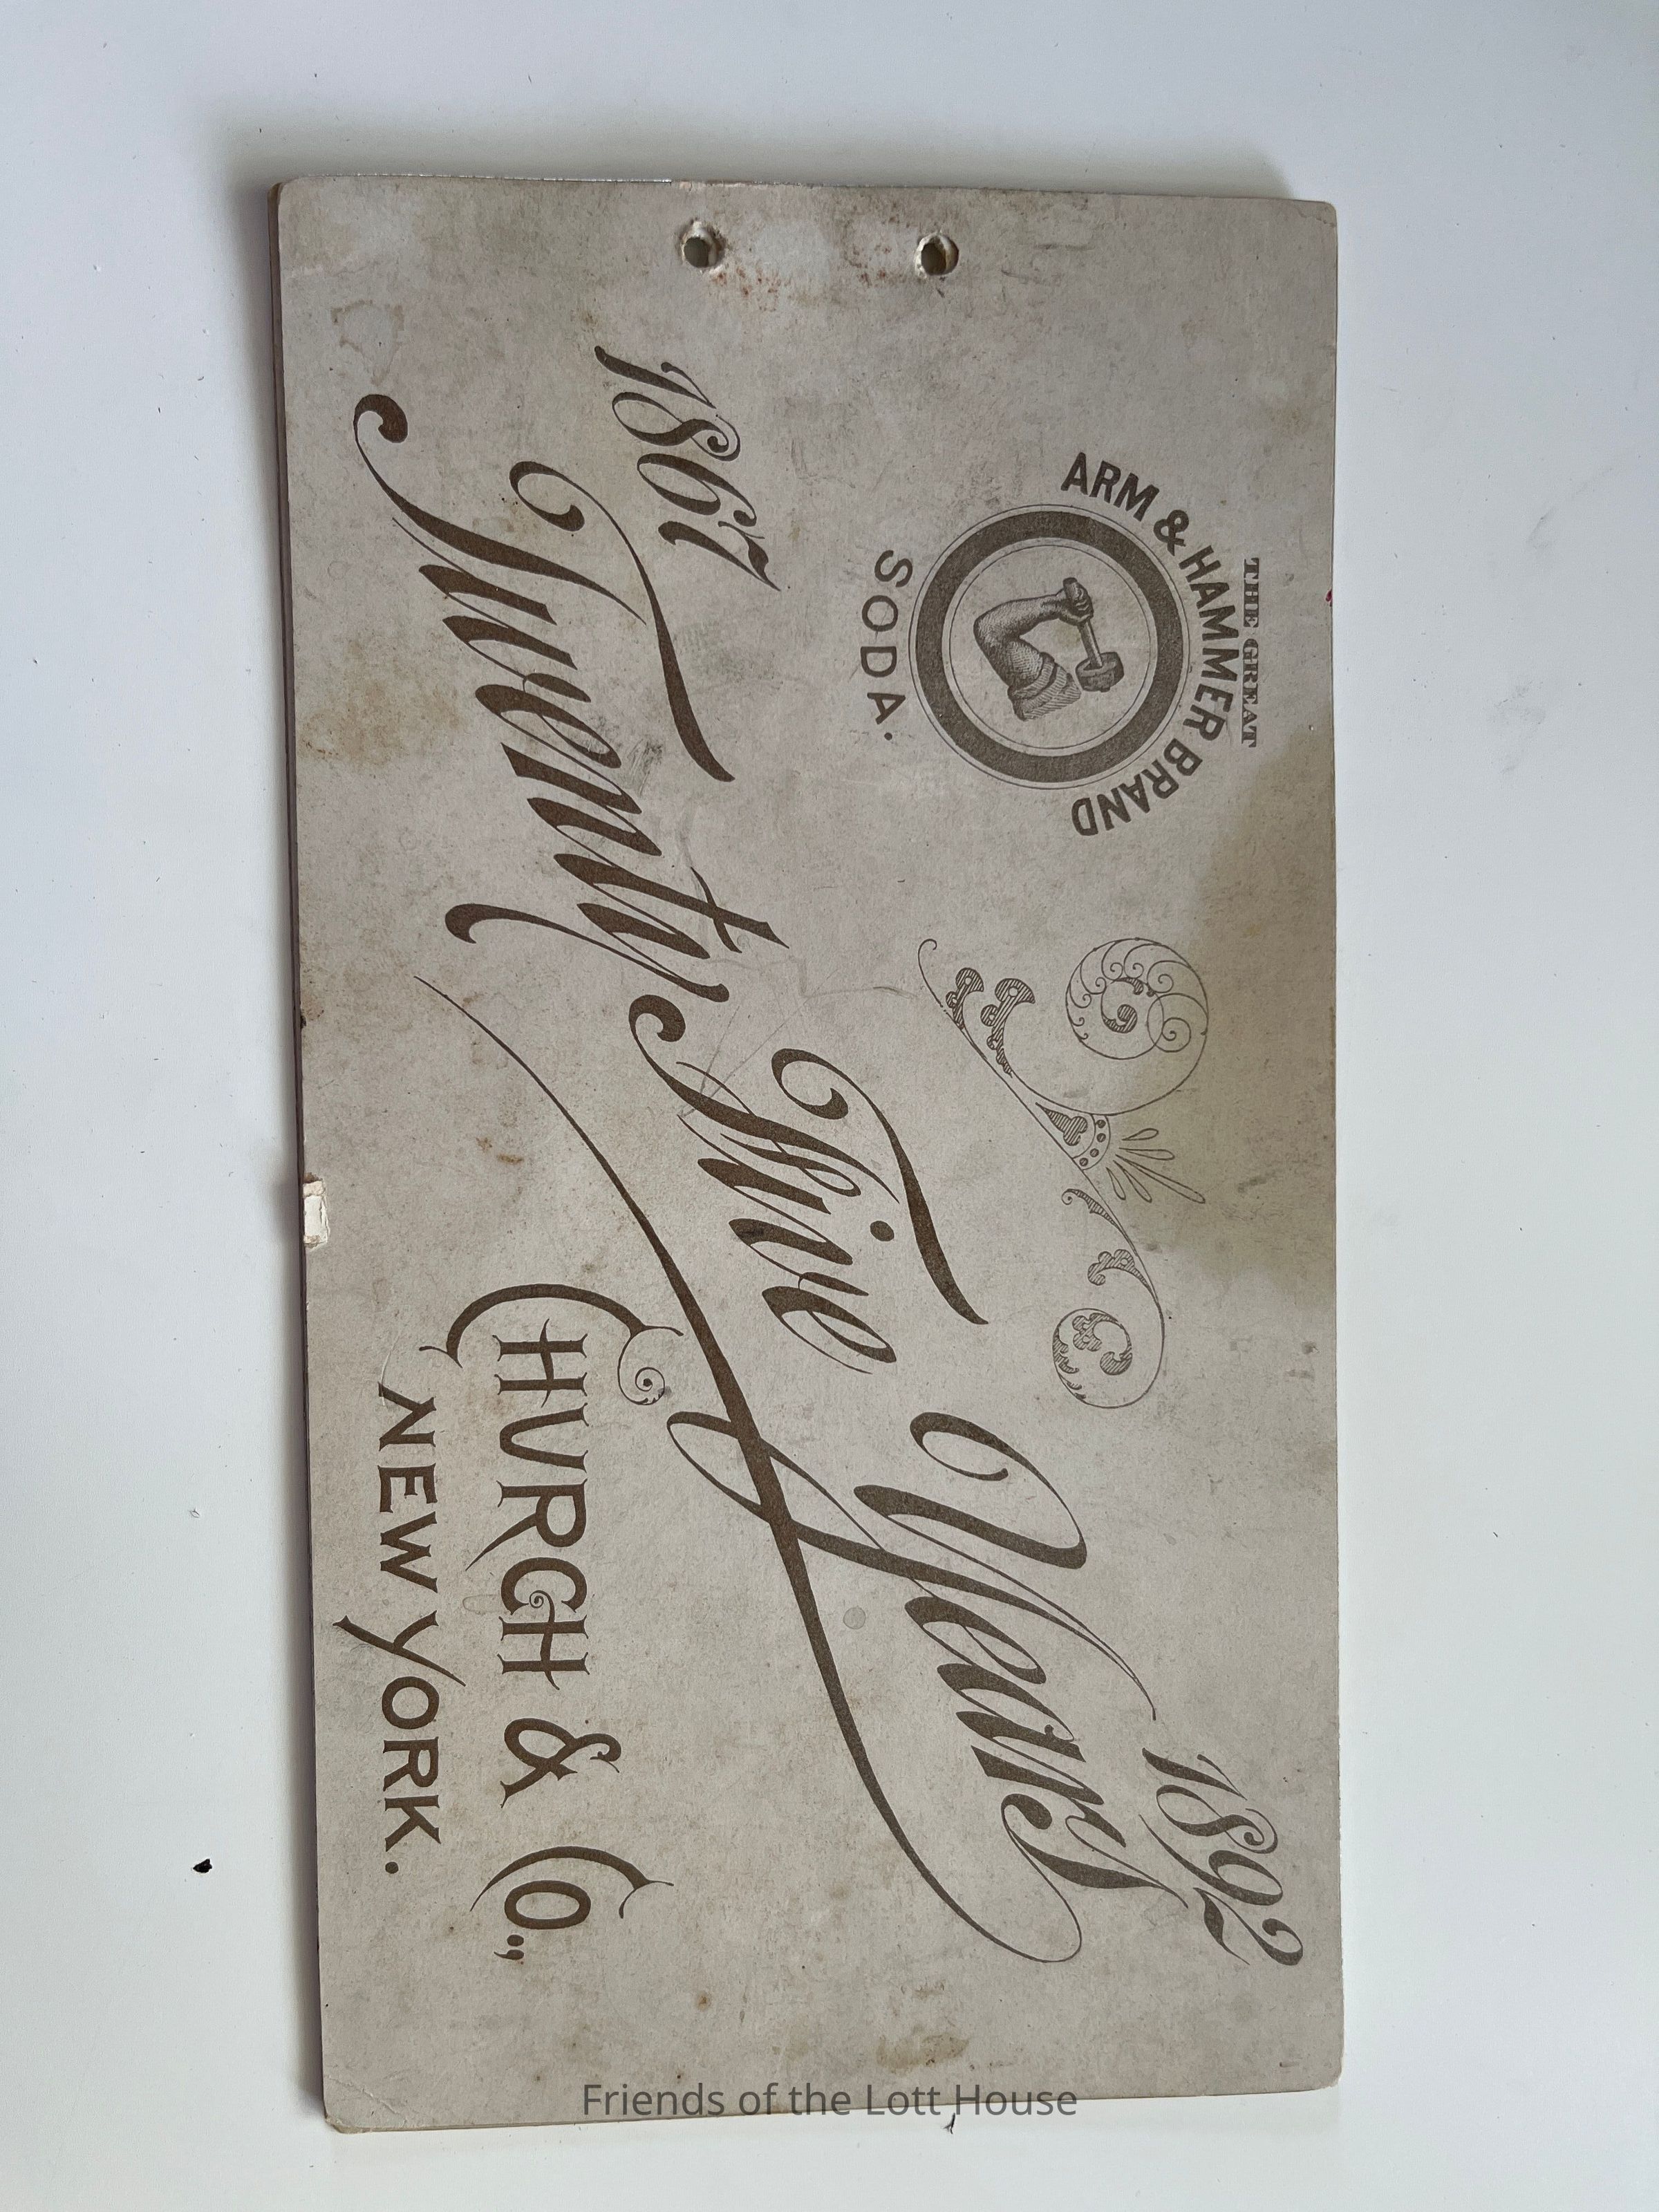 THE GREAT
ARM & HAMMER BRAND
SODA.
1892
1867
Twenty Five Years
CHURCH & CO.,
NEW YORK.
Friends of the Lott House